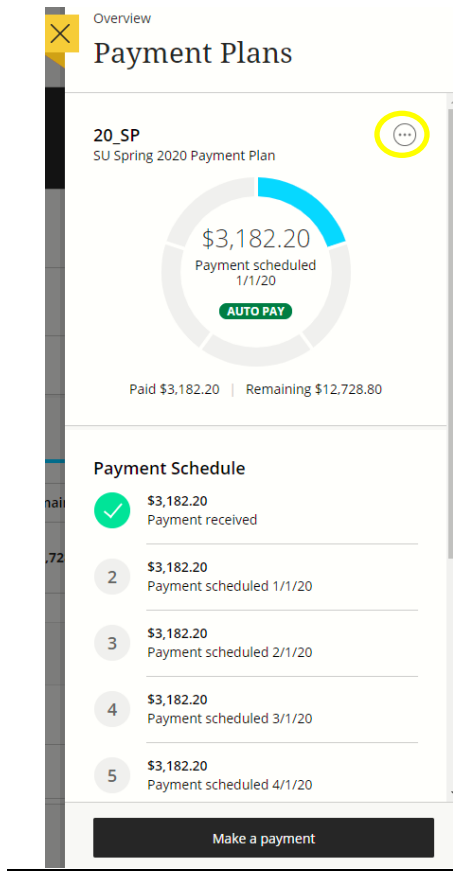 Overview
Payment Plans
20_SP
SU Spring 2020 Payment Plan
$3,182.20
Payment scheduled
1/1/20
AUTO PAY
Paid $3,182.20 | Remaining $12,728.80
Payment Schedule
$3,182.20
Payment received
2
$3,182.20
Payment scheduled 1/1/20
3
$3,182.20
Payment scheduled 2/1/20
4
$3,182.20
Payment scheduled 3/1/20
5
$3,182.20
Payment scheduled 4/1/20
Make a payment